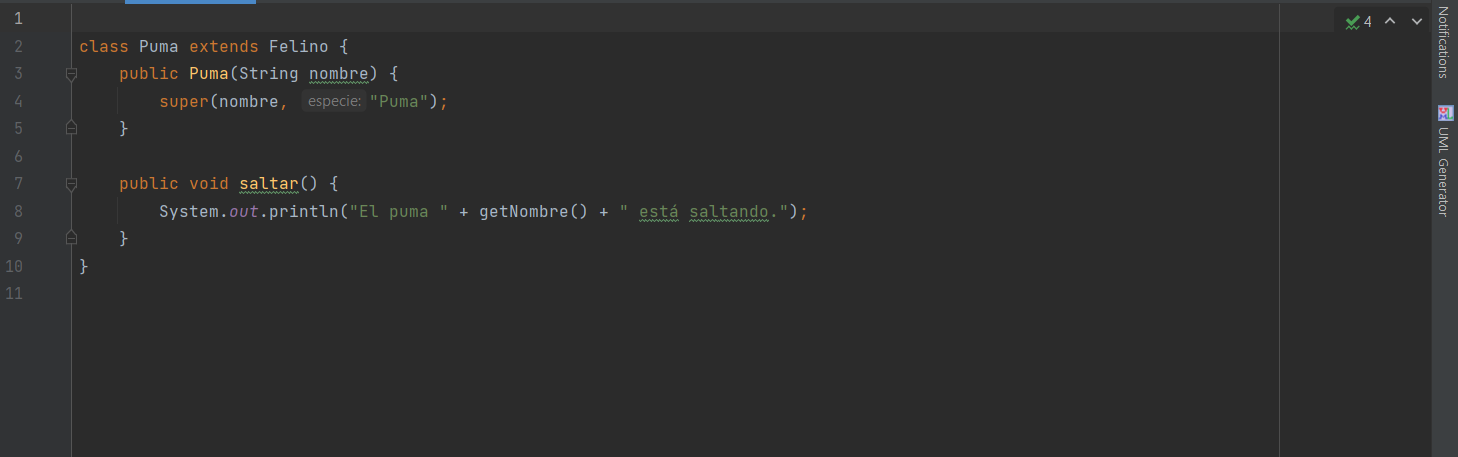 1
4
2 class Puma extends Felino {
3 public Puma(String nombre) {
4 super(nombre, especie: "Puma");
5 }
6
7 public void saltar() {
8 System.out.println("El puma " + getNombre() + " está saltando.");
9 }
10 }
11
Notifications
UML Generator